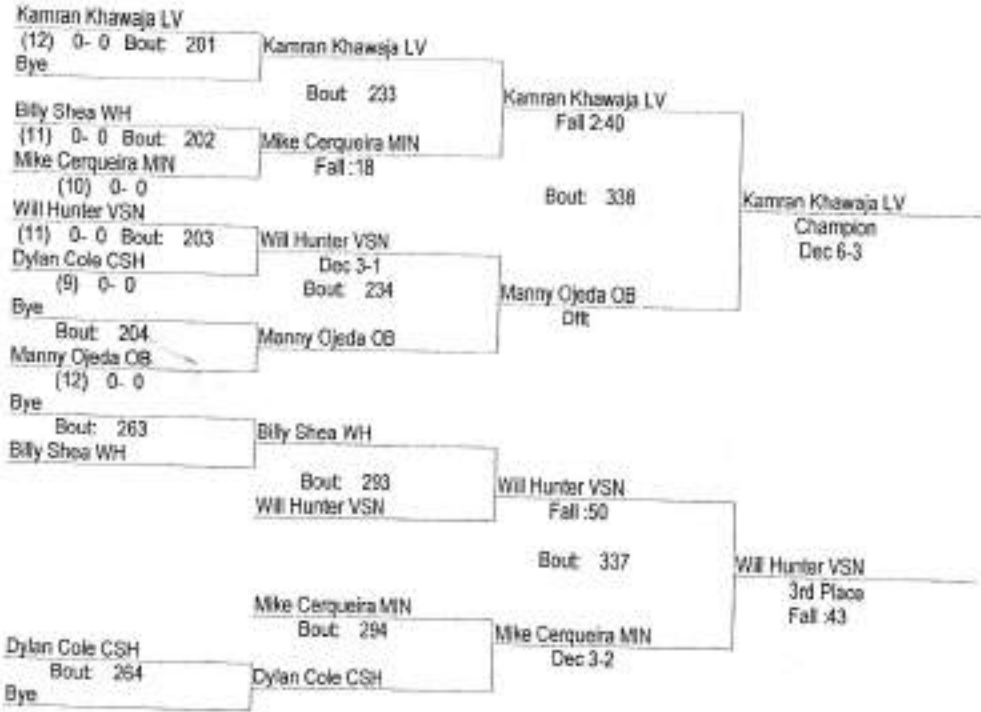 Kamran Khawaja LV
(12) 0- 0 Bout: 201
Bye
Kamran Khawaja LV
Bout 233
Billy Shea WH
(11) 0- 0 Bout: 202
Mike Cerqueira MIN
(10) 0- 0
Mike Cerqueira MIN
Fall :18
Kamran Khawaja LV
Fall 2:40
Will Hunter VSN
(11) 0- 0 Bout: 203
Dylan Cole CSH
(9) 0- 0
Will Hunter VSN
Dec 3-1
Bout: 234
Bye
Bout: 204
Manny Ojeda OB
(12) 0- 0
Manny Ojeda OB
Manny Ojeda OB
Dflt
Bout: 338
Kamran Khawaja LV
Champion
Dec 6-3
Bye
Bout: 263
Billy Shea WH
Billy Shea WH
Bout: 293
Will Hunter VSN
Will Hunter VSN
Fall :50
Bout: 337
Will Hunter VSN
3rd Place
Fall :43
Mike Cerqueira MIN
Bout: 294
Dylan Cole CSH
Bout: 264
Bye
Dylan Cole CSH
Mike Cerqueira MIN
Dec 3-2